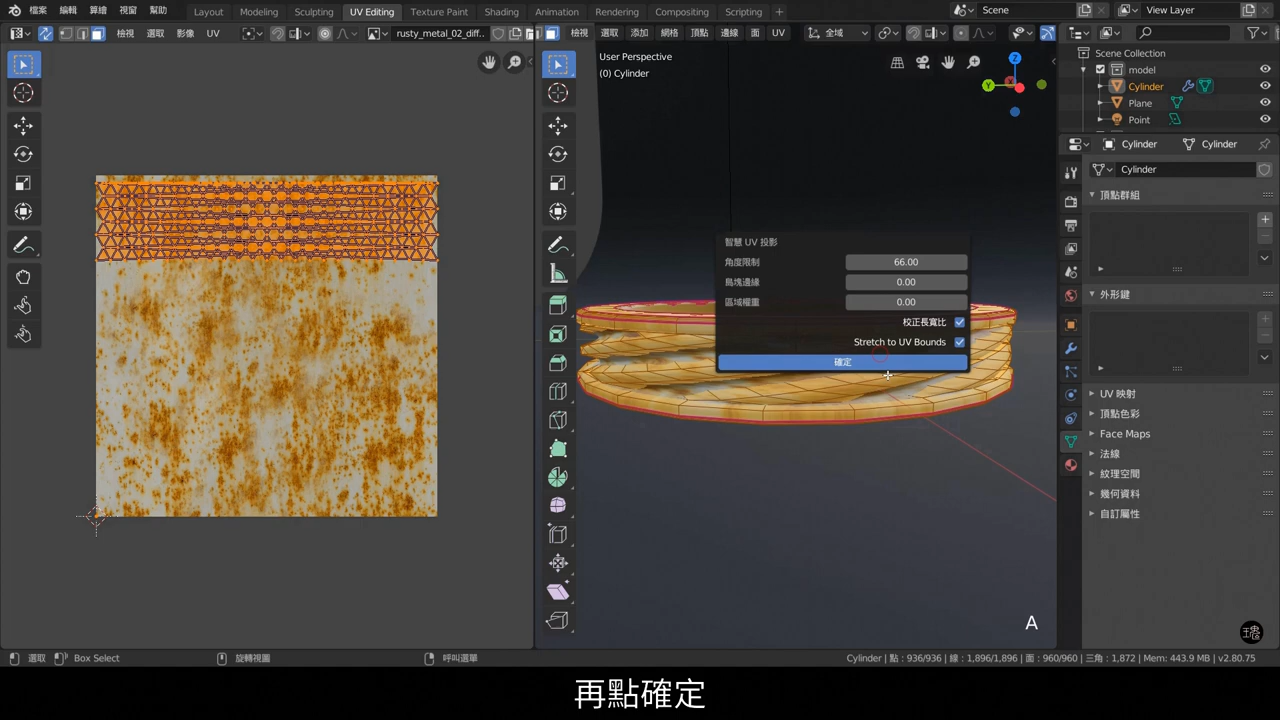 檔案 編輯 算繪 視窗 幫助 Layout Modeling Sculpting UV Editing Texture Paint Shading Animation Rendering Compositing Scripting + Scene View Layer
檢視 選取 影像 UV rusty_metal_02_diff.. 檢視 選取 添加 網格 頂點 邊緣 面 UV 全域
User Perspective
(0) Cylinder
Scene Collection
model
Cylinder
Plane
Point
Cylinder Cylinder
Cylinder
頂點群組
外形鍵
UV 映射
頂點色彩
Face Maps
法線
紋理空間
幾何資料
自訂屬性
Z
Y
智慧 UV 投影
角度限制 66.00
島塊邊緣 0.00
區域權重 0.00
校正長寬比
Stretch to UV Bounds
確定
A
選取 Box Select 旋轉視圖 呼叫選單 Cylinder | 點 : 936/936 | 線 : 1,896/1,896 | 面 : 960/960 | 三角 : 1,872 | Mem: 443.9 MB | v2.80.75
再點確定